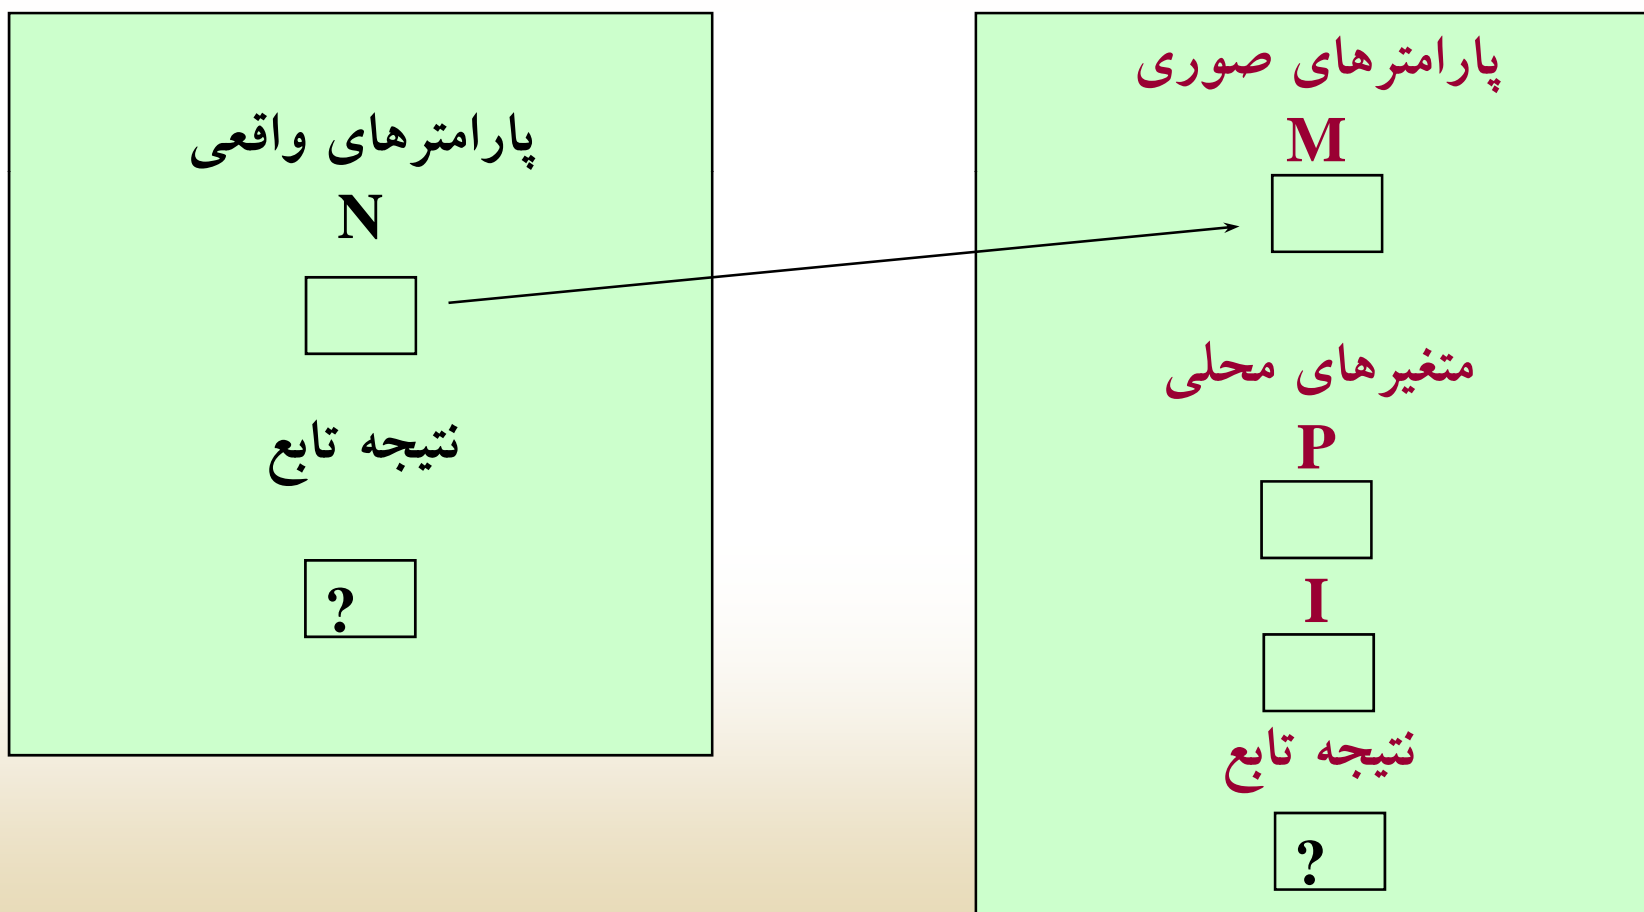 پارامترهای واقعی
N
نتیجه تابع
?
پارامترهای صوری
M
متغیرهای محلی
P
I
نتیجه تابع
?